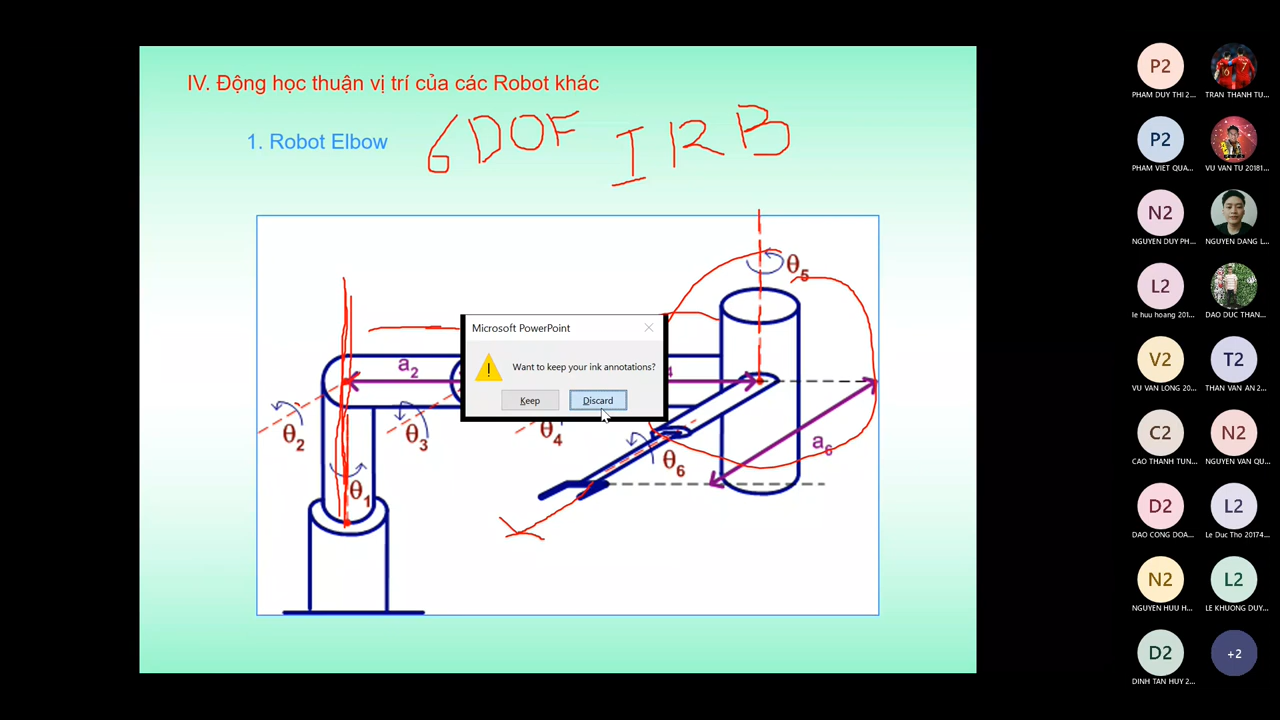 IV. Động học thuận vị trí của các Robot khác
1. Robot Elbow
6 DOF IRB
θ5
Microsoft PowerPoint
Want to keep your ink annotations?
Keep
Discard
a2
θ2
θ3
θ4
θ6
a6
θ1
P2
PHAM DUY THI 2...
TRAN THANH TU...
P2
PHAM VIET QUA...
VU VAN TU 20181...
N2
NGUYEN DUY PH...
NGUYEN DANG L...
L2
le huu hoang 201...
DAO DUC THAN...
V2
VU VAN LONG 20...
T2
THAN VAN AN 2...
C2
CAO THANH TUN...
N2
NGUYEN VAN QU...
D2
DAO CONG DOA...
L2
Le Duc Tho 20174...
N2
NGUYEN HUU H...
L2
LE KHUONG DUY...
D2
DINH TAN HUY 2...
+2